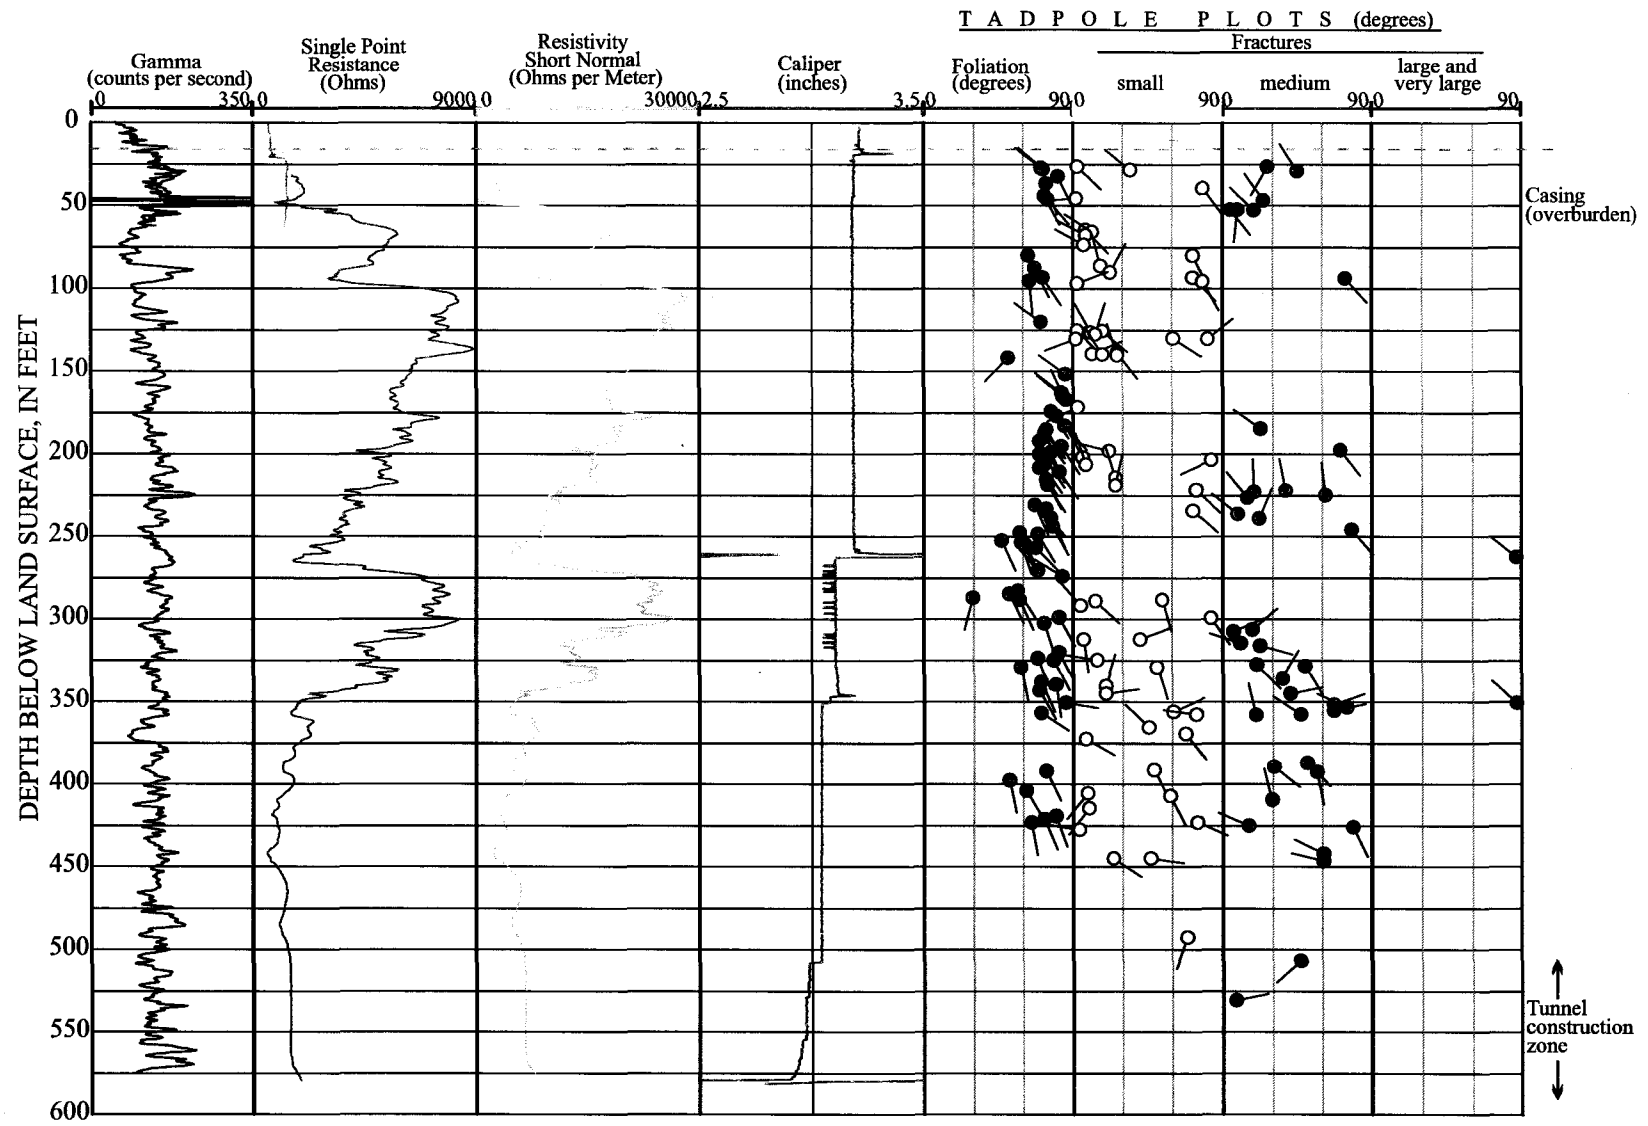 T A D P O L E P L O T S (degrees)
Fractures
Gamma
(counts per second)
Single Point
Resistance
(Ohms)
Resistivity
Short Normal
(Ohms per Meter)
Caliper
(inches)
Foliation
(degrees)
small
medium
large and
very large
0 350 0 9000 0 30000 2.5 3.5 0 90 0 90 0 90 0 90
DEPTH BELOW LAND SURFACE, IN FEET
0
50
100
150
200
250
300
350
400
450
500
550
600
Casing
(overburden)
Tunnel
construction
zone